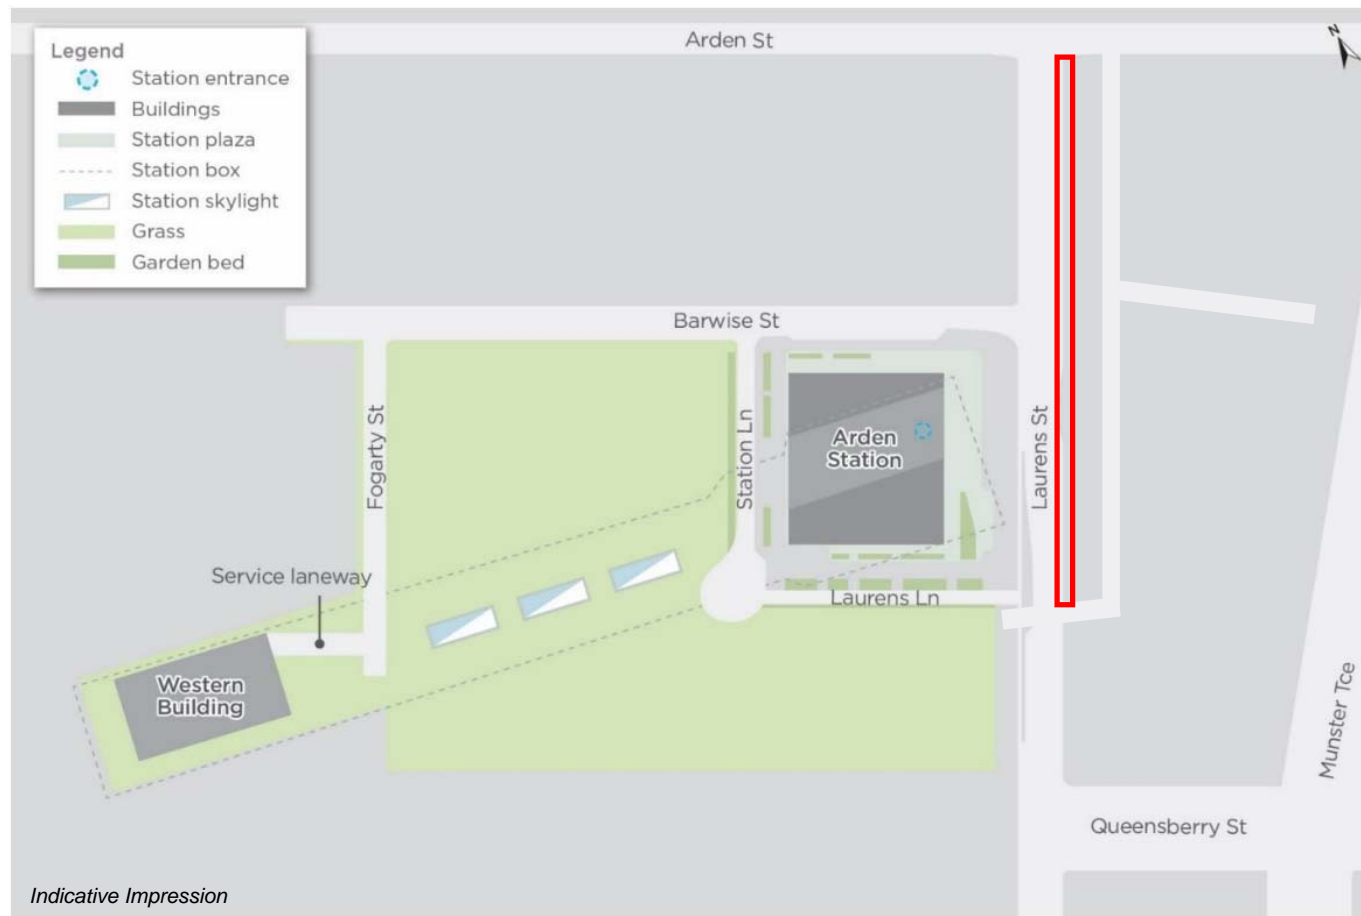 Arden St
N
Legend
Station entrance
Buildings
Station plaza
Station box
Station skylight
Grass
Garden bed
Barwise St
Fogarty St
Station Ln
Arden
Station
Laurens St
Service laneway
Laurens Ln
Western
Building
Munster Tce
Queensberry St
Indicative Impression